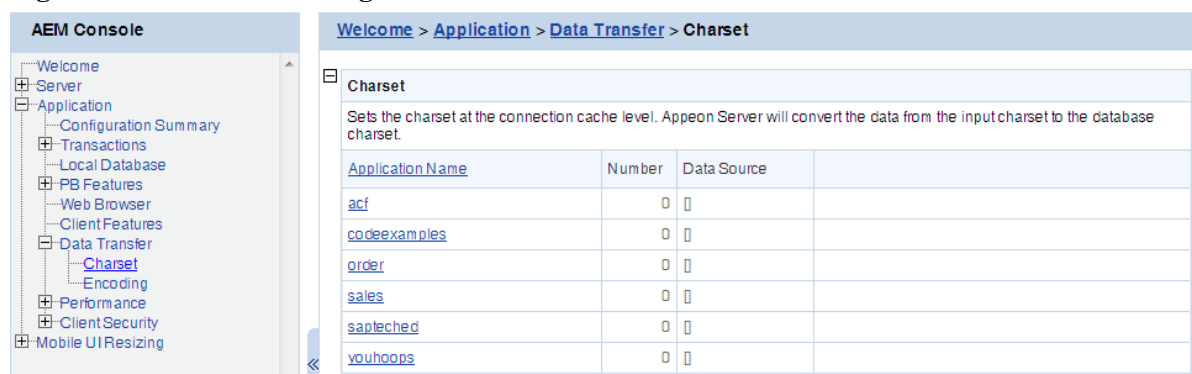 AEM Console
Welcome
Server
Application
Configuration Summary
Transactions
Local Database
PB Features
Web Browser
Client Features
Data Transfer
Charset
Encoding
Performance
Client Security
Mobile UI Resizing
«
Welcome > Application > Data Transfer > Charset
Charset
Sets the charset at the connection cache level. Appeon Server will convert the data from the input charset to the database
charset.
Application Name Number Data Source
acf 0 []
codeexamples 0 []
order 0 []
sales 0 []
sapteched 0 []
youhoops 0 []